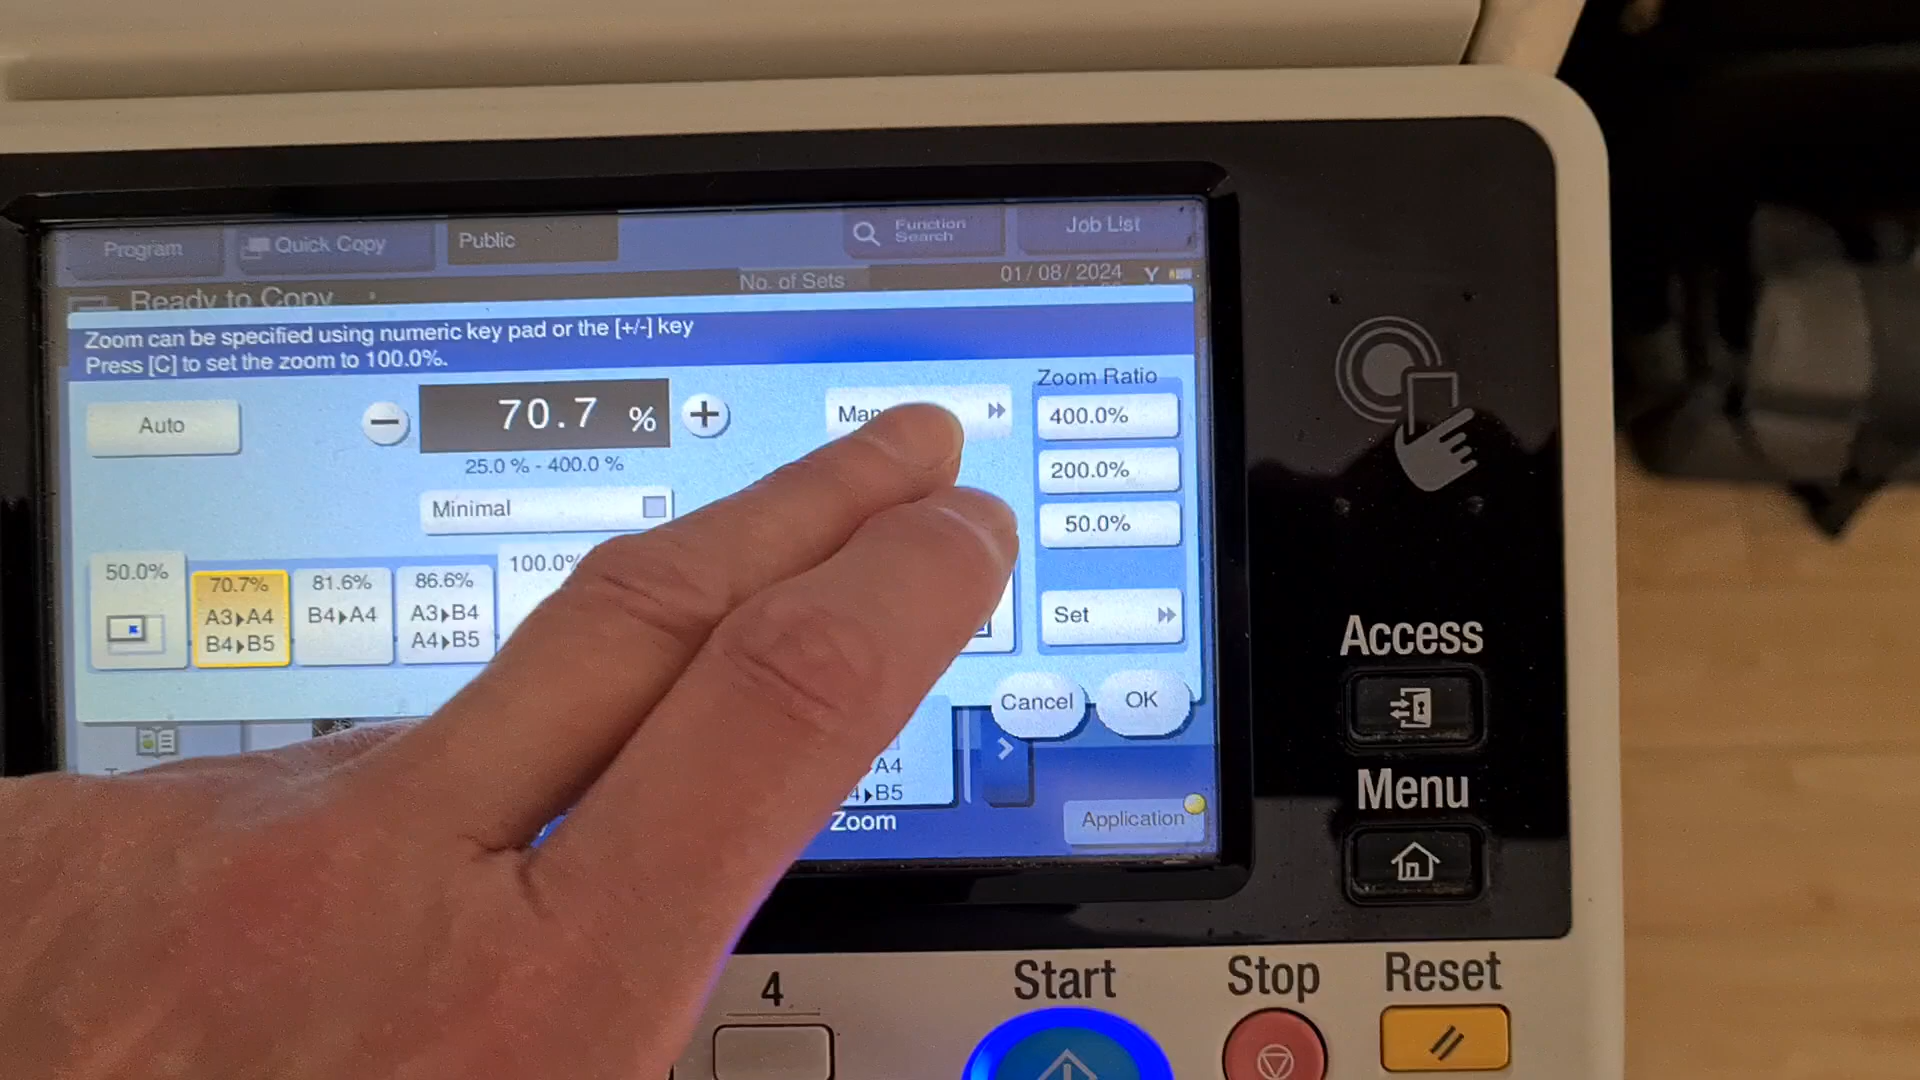 Program
Quick Copy
Public
Function
Search
Job List
Ready to Copy
No. of Sets
01/08/2024
Y
Zoom can be specified using numeric key pad or the [+/-] key
Press [C] to set the zoom to 100.0%.
Auto
−
70.7 %
+
25.0 % - 400.0 %
Minimal
Zoom Ratio
400.0%
200.0%
50.0%
Set
50.0%
70.7%
A3▸A4
B4▸B5
81.6%
B4▸A4
86.6%
A3▸B4
A4▸B5
100.0%
Cancel
OK
A4
▸B5
Zoom
Application
Access
Menu
4
Start
Stop
Reset